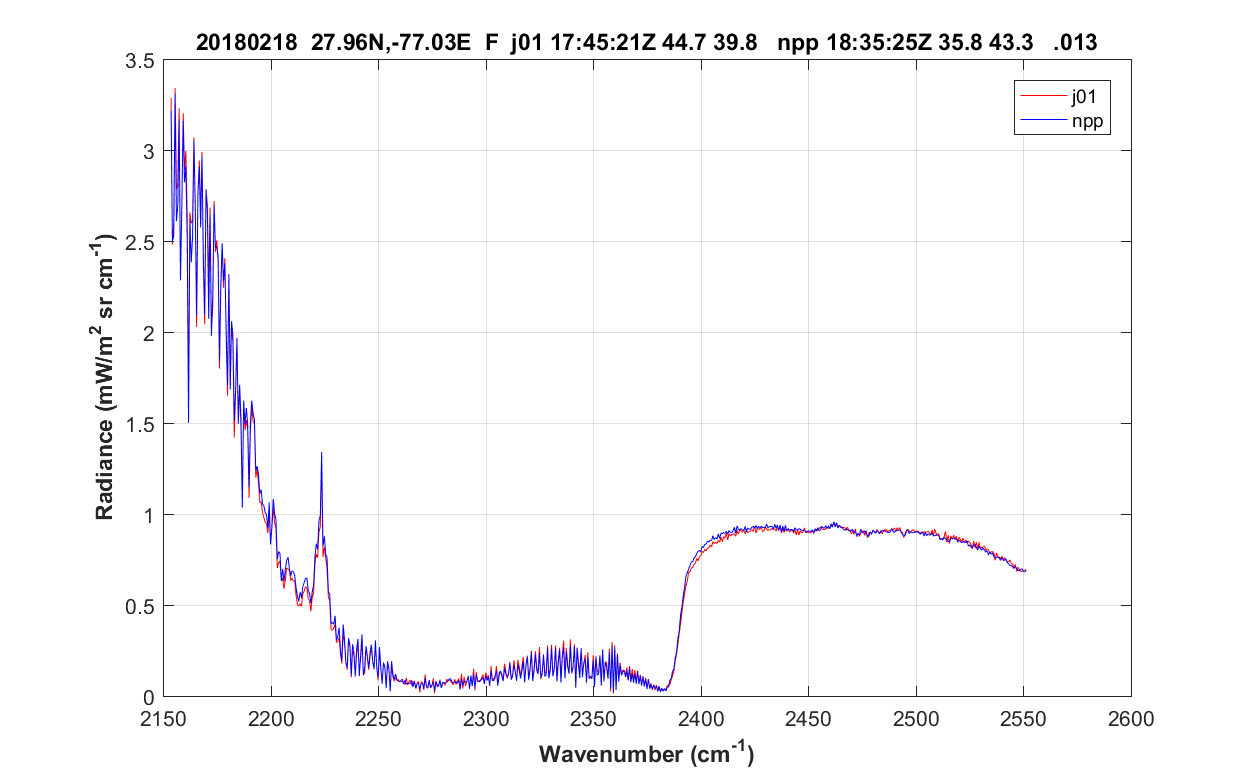 20180218  27.96N,-77.03E  F  j01 17:45:21Z 44.7 39.8   npp 18:35:25Z 35.8 43.3   .013
j01
npp
3.5
3
2.5
2
1.5
1
0.5
0
Radiance (mW/m² sr cm⁻¹)
2150 2200 2250 2300 2350 2400 2450 2500 2550 2600
Wavenumber (cm⁻¹)